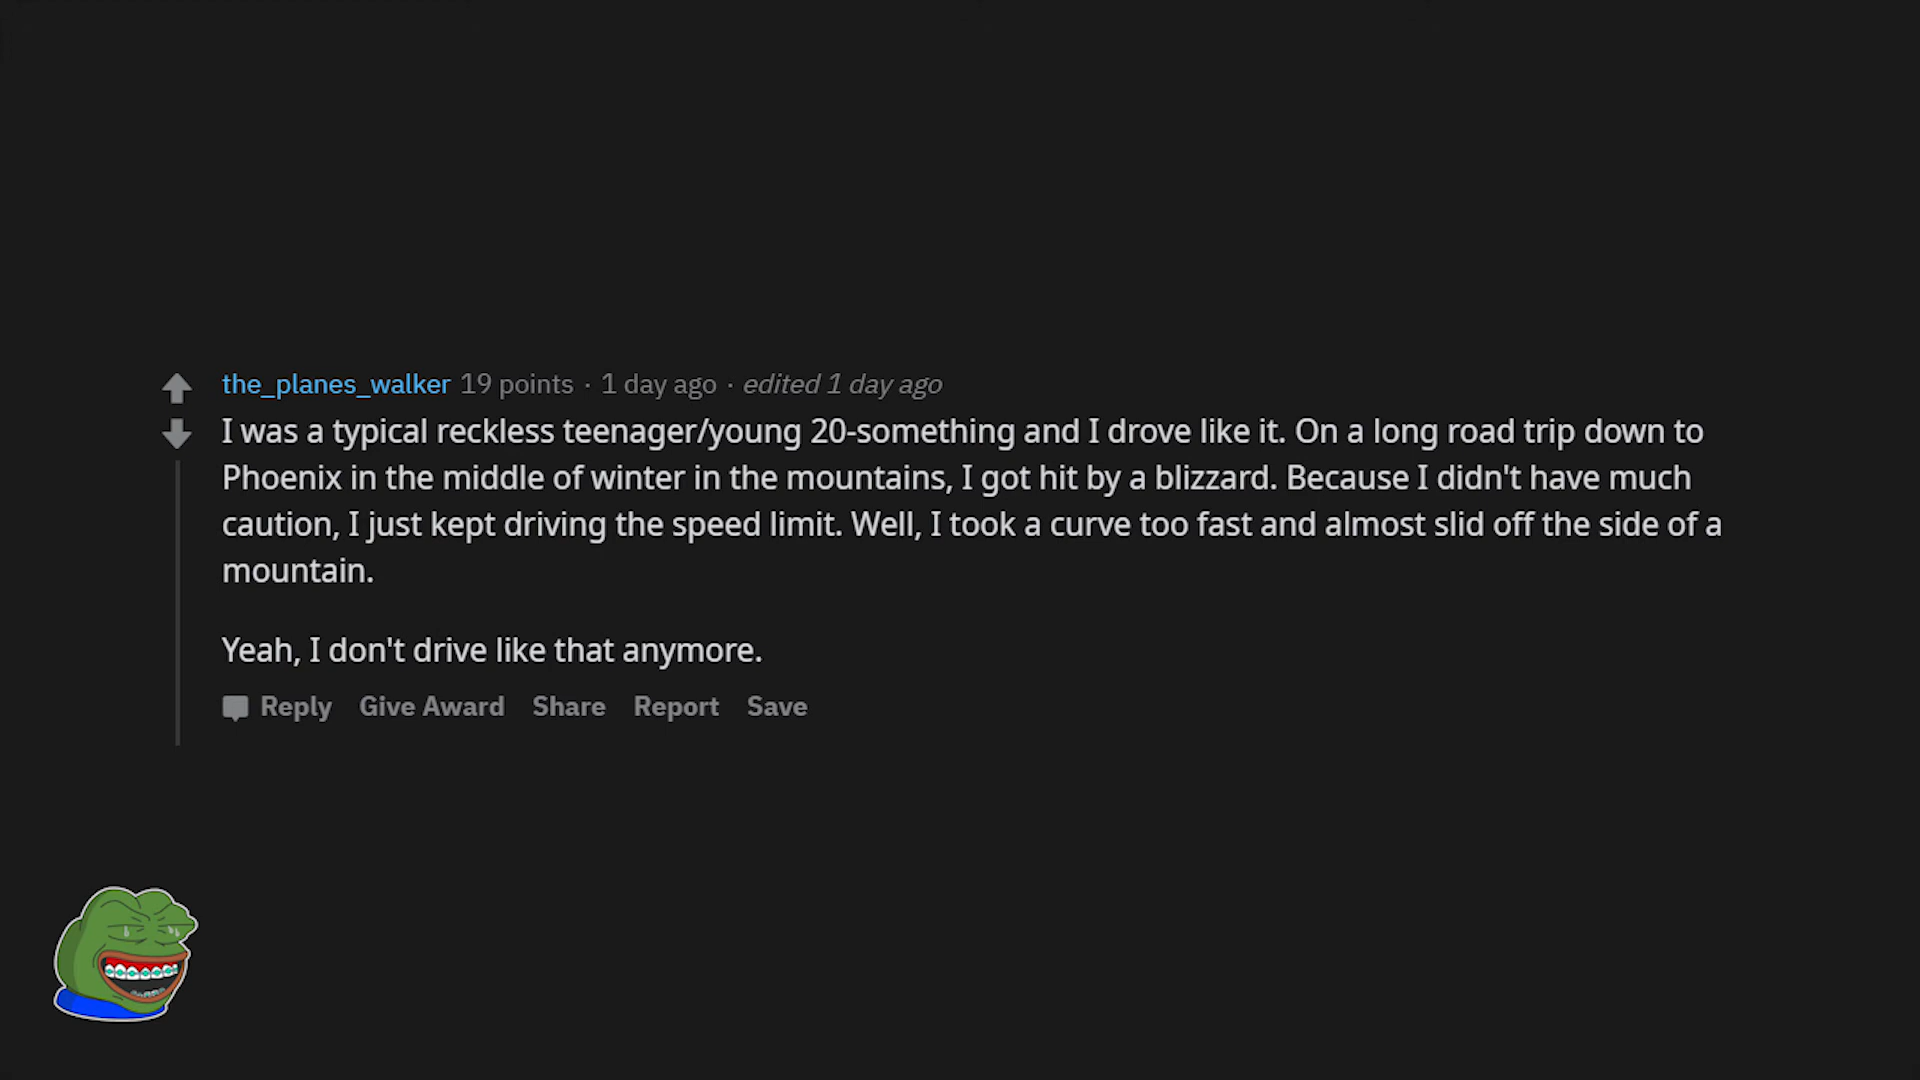 the_planes_walker 19 points · 1 day ago · edited 1 day ago
I was a typical reckless teenager/young 20-something and I drove like it. On a long road trip down to
Phoenix in the middle of winter in the mountains, I got hit by a blizzard. Because I didn't have much
caution, I just kept driving the speed limit. Well, I took a curve too fast and almost slid off the side of a
mountain.
Yeah, I don't drive like that anymore.
Reply Give Award Share Report Save